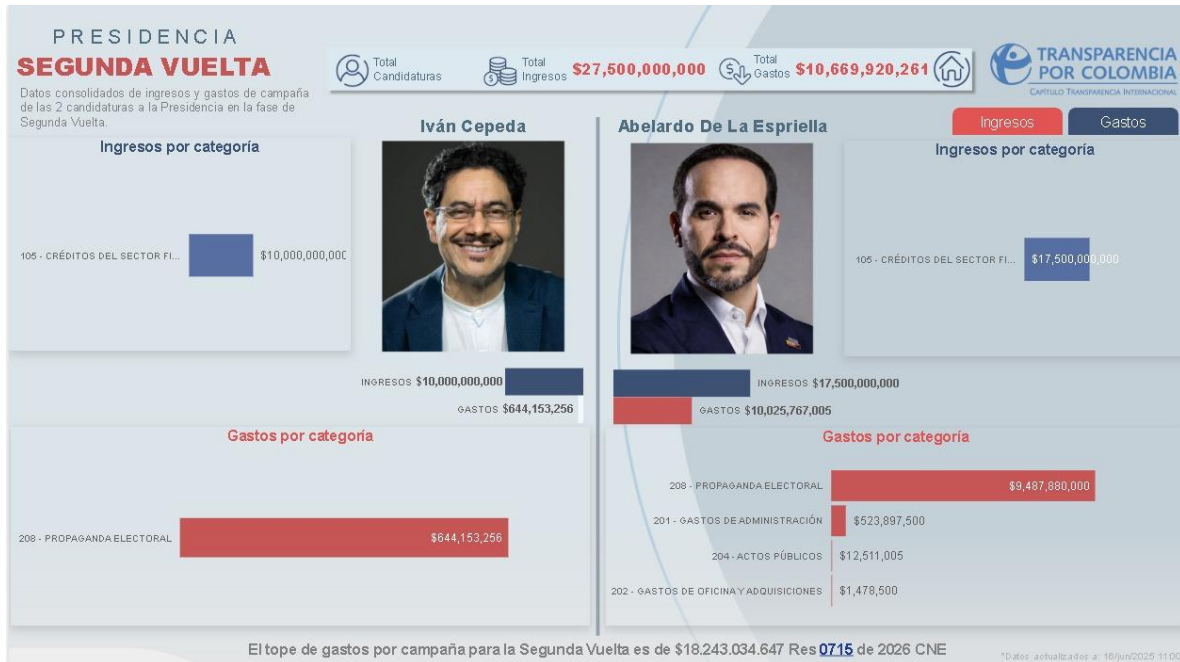 PRESIDENCIA
SEGUNDA VUELTA
Datos consolidados de ingresos y gastos de campaña
de las 2 candidaturas a la Presidencia en la fase de
Segunda Vuelta.
Total
Candidaturas
Total
Ingresos $27,500,000,000
Total
Gastos $10,669,920,261
TRANSPARENCIA
POR COLOMBIA
CAPÍTULO TRANSPARENCIA INTERNACIONAL
Ingresos
Gastos
Iván Cepeda
Abelardo De La Espriella
Ingresos por categoría
105 - CRÉDITOS DEL SECTOR FI...
$10,000,000,000
Ingresos por categoría
105 - CRÉDITOS DEL SECTOR FI...
$17,500,000,000
INGRESOS $10,000,000,000
GASTOS $644,153,256
INGRESOS $17,500,000,000
GASTOS $10,025,767,005
Gastos por categoría
208 - PROPAGANDA ELECTORAL
$644,153,256
Gastos por categoría
208 - PROPAGANDA ELECTORAL
$9,487,880,000
201 - GASTOS DE ADMINISTRACIÓN
$523,897,500
204 - ACTOS PÚBLICOS
$12,511,005
202 - GASTOS DE OFICINA Y ADQUISICIONES
$1,478,500
El tope de gastos por campaña para la Segunda Vuelta es de $18.243.034.647 Res 0715 de 2026 CNE
*Datos actualizados a: 16/jun/2025 11:00